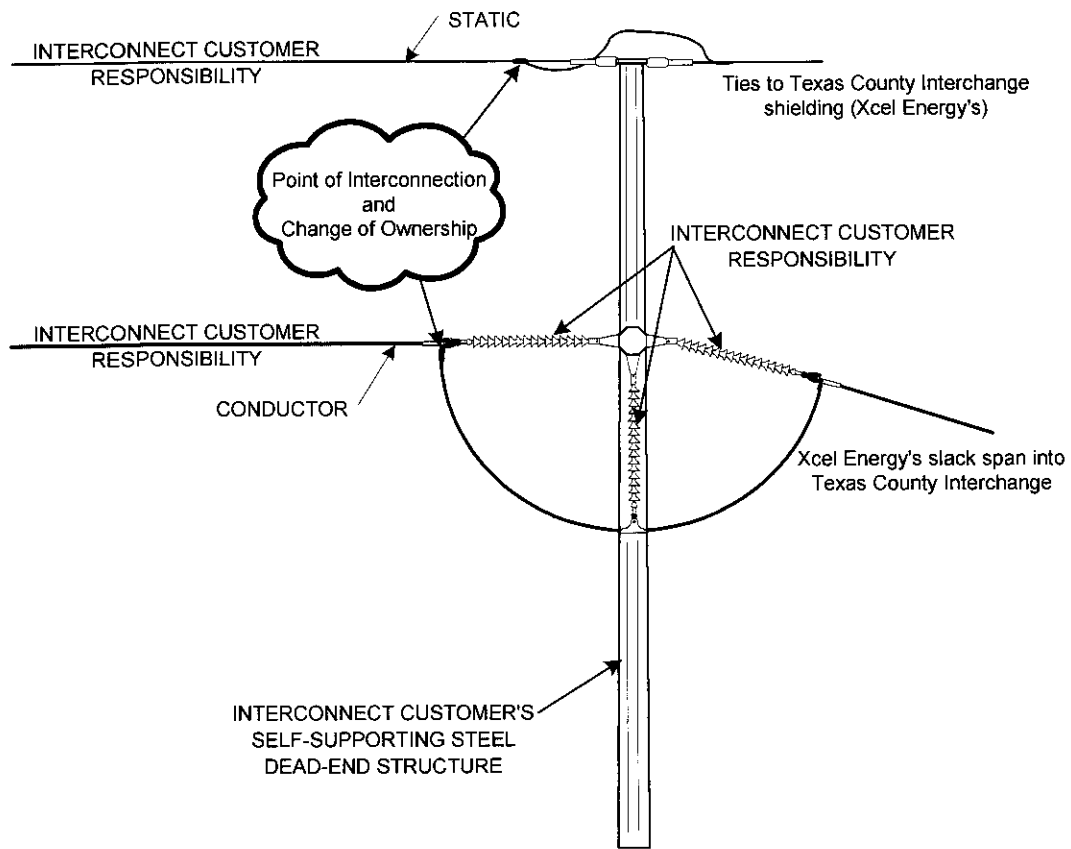 STATIC
INTERCONNECT CUSTOMER
RESPONSIBILITY
Ties to Texas County Interchange
shielding (Xcel Energy's)
Point of Interconnection
and
Change of Ownership
INTERCONNECT CUSTOMER
RESPONSIBILITY
INTERCONNECT CUSTOMER
RESPONSIBILITY
CONDUCTOR
Xcel Energy's slack span into
Texas County Interchange
INTERCONNECT CUSTOMER'S
SELF-SUPPORTING STEEL
DEAD-END STRUCTURE